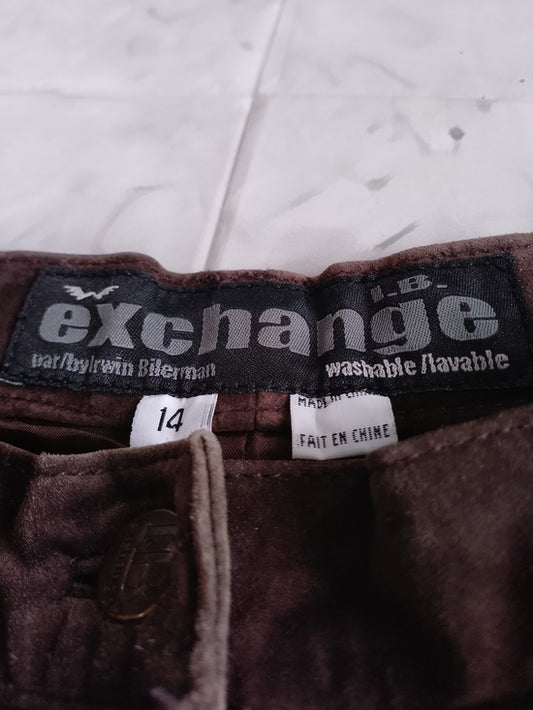 I.B.
exchange
par/by Irwin Bilerman washable/lavable
14
MADE IN CHINA
FAIT EN CHINE